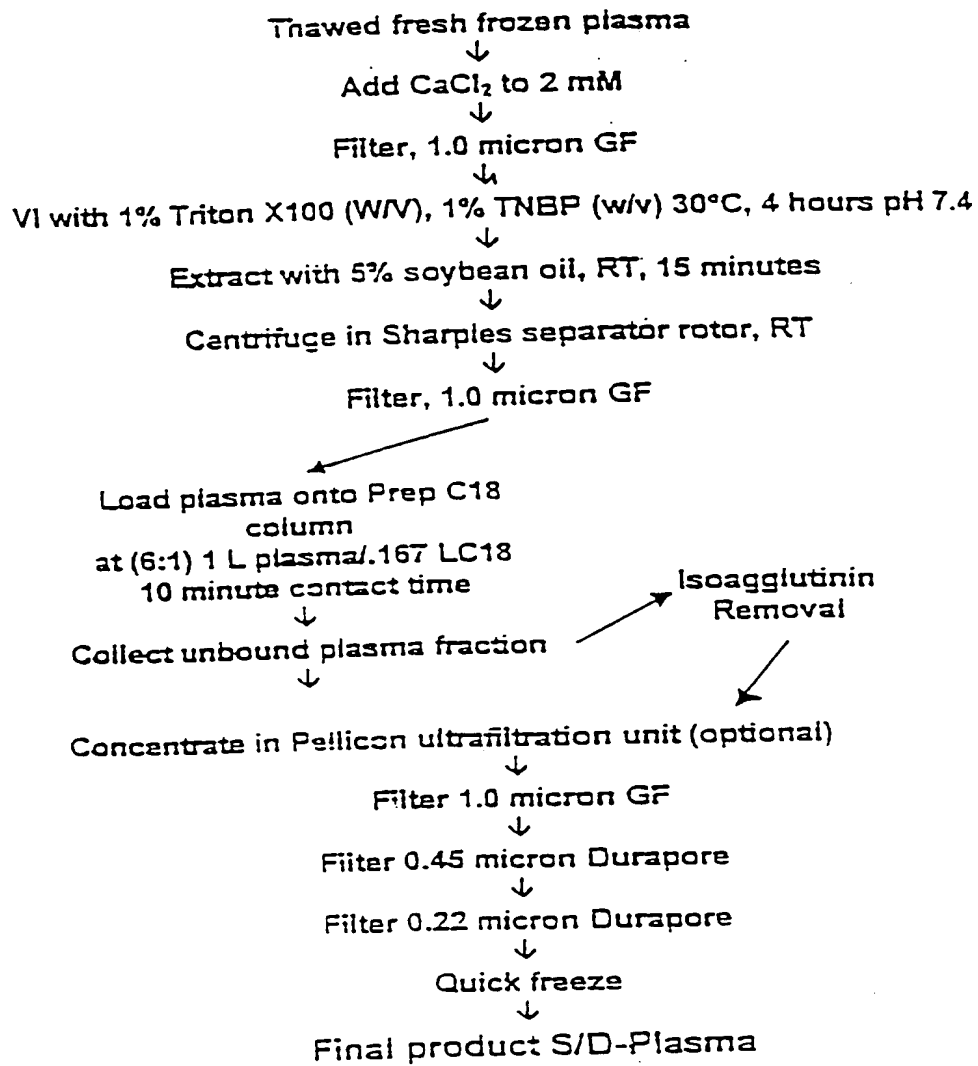 Thawed fresh frozen plasma
↓
Add CaCl₂ to 2 mM
↓
Filter, 1.0 micron GF
↓
VI with 1% Triton X100 (W/V), 1% TNBP (w/v) 30°C, 4 hours pH 7.4
↓
Extract with 5% soybean oil, RT, 15 minutes
↓
Centrifuge in Sharples separator rotor, RT
↓
Filter, 1.0 micron GF
Load plasma onto Prep C18
column
at (6:1) 1 L plasma/.167 LC18
10 minute contact time
↓
Isoagglutinin
Removal
Collect unbound plasma fraction
↓
Concentrate in Pellicon ultrafiltration unit (optional)
↓
Filter 1.0 micron GF
↓
Filter 0.45 micron Durapore
↓
Filter 0.22 micron Durapore
↓
Quick freeze
↓
Final product S/D-Plasma